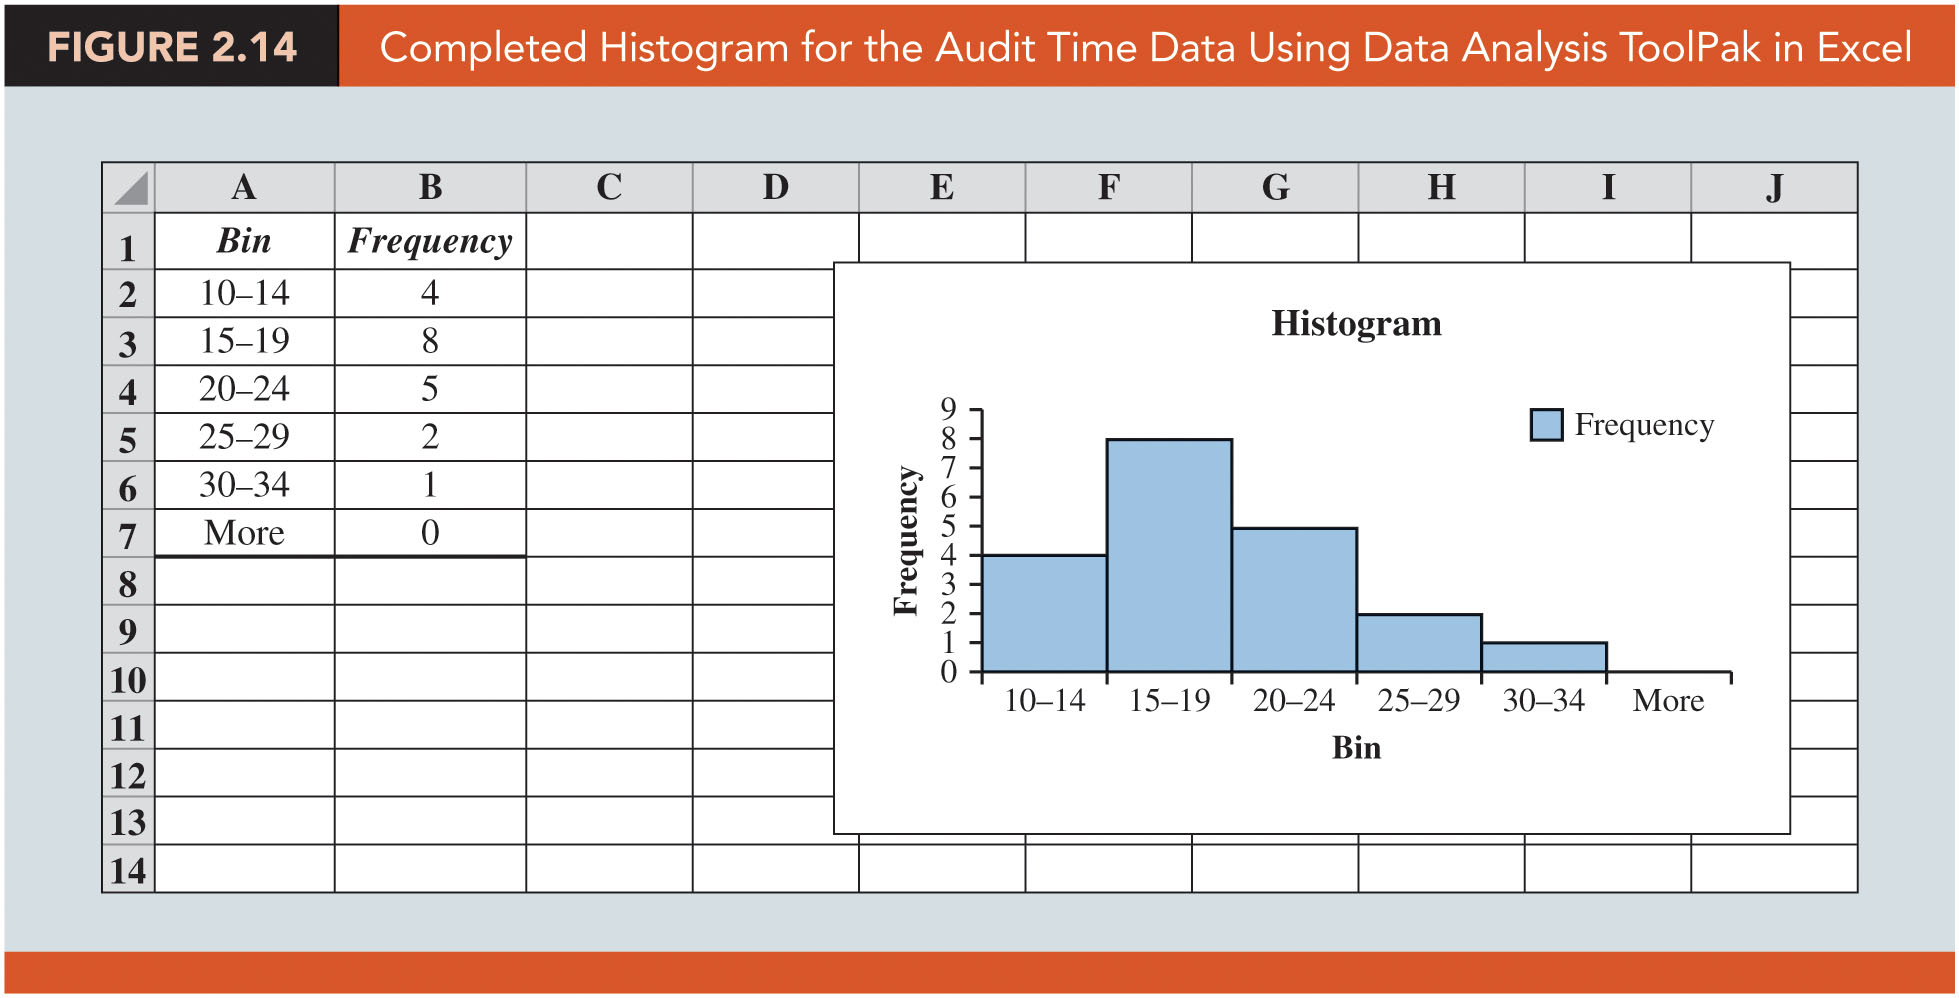 FIGURE 2.14 Completed Histogram for the Audit Time Data Using Data Analysis ToolPak in Excel
A B C D E F G H I J
1 Bin Frequency
2 10–14 4
3 15–19 8
4 20–24 5
5 25–29 2
6 30–34 1
7 More 0
8
9
10
11
12
13
14
Histogram
Frequency
9
8
7
6
5
4
3
2
1
0
Frequency
10–14 15–19 20–24 25–29 30–34 More
Bin